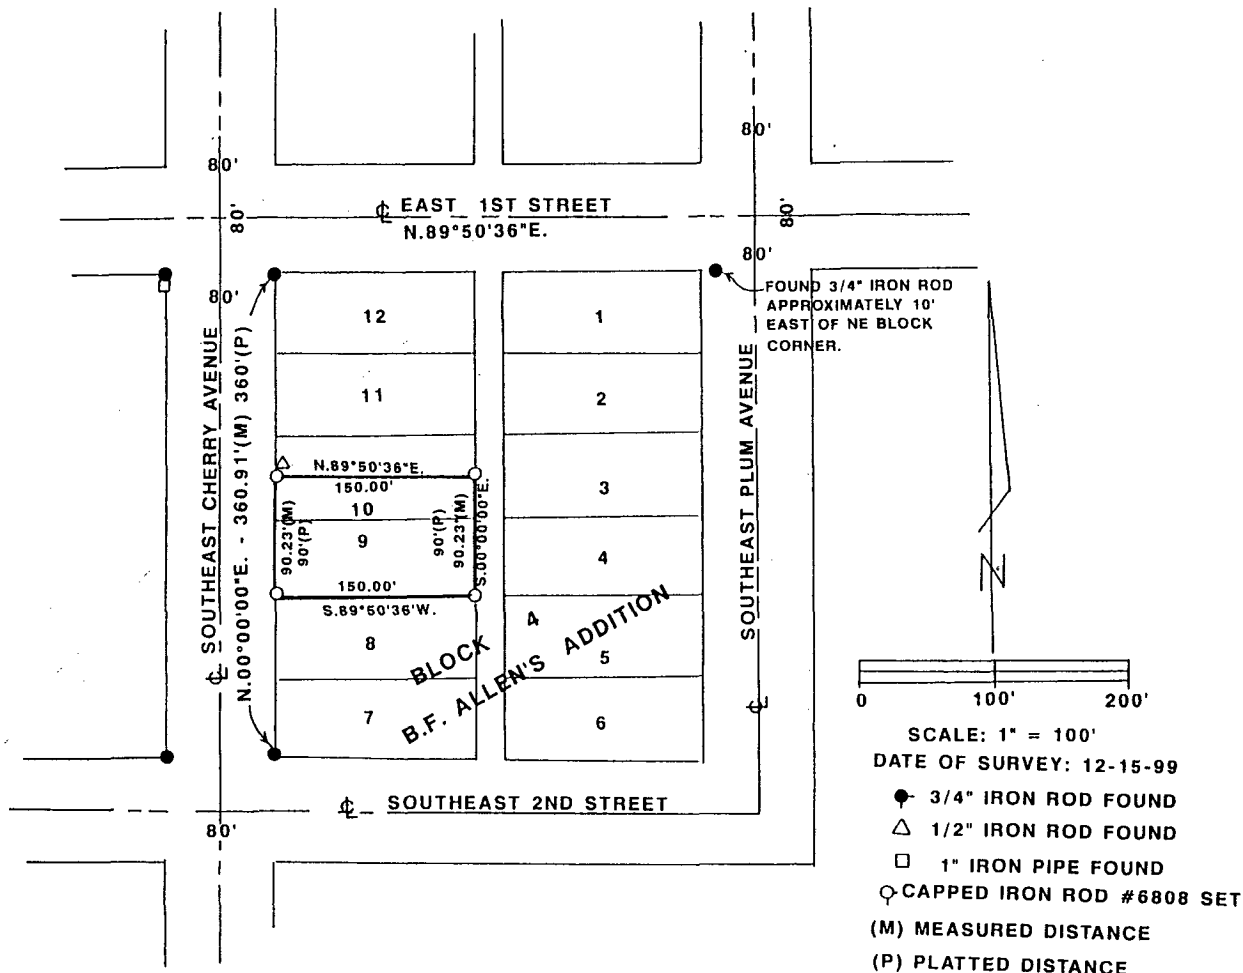 80'
80'
80'
80'
℄ EAST 1ST STREET
N.89°50'36"E.
80'
80'
FOUND 3/4" IRON ROD
APPROXIMATELY 10'
EAST OF NE BLOCK
CORNER.
SOUTHEAST CHERRY AVENUE ℄
N.00°00'00"E. - 360.91'(M) 360'(P)
12
11
N.89°50'36"E.
150.00'
10
9
90.23'(M)
90'(P)
90'(P)
90.23'(M)
S.00°00'00"E.
150.00'
S.89°50'36'W.
8
7
1
2
3
4
5
6
BLOCK 4
B.F. ALLEN'S ADDITION
SOUTHEAST PLUM AVENUE
℄
℄ SOUTHEAST 2ND STREET
80'
N
0 100' 200'
SCALE: 1" = 100'
DATE OF SURVEY: 12-15-99
3/4" IRON ROD FOUND
1/2" IRON ROD FOUND
1" IRON PIPE FOUND
CAPPED IRON ROD #6808 SET
(M) MEASURED DISTANCE
(P) PLATTED DISTANCE